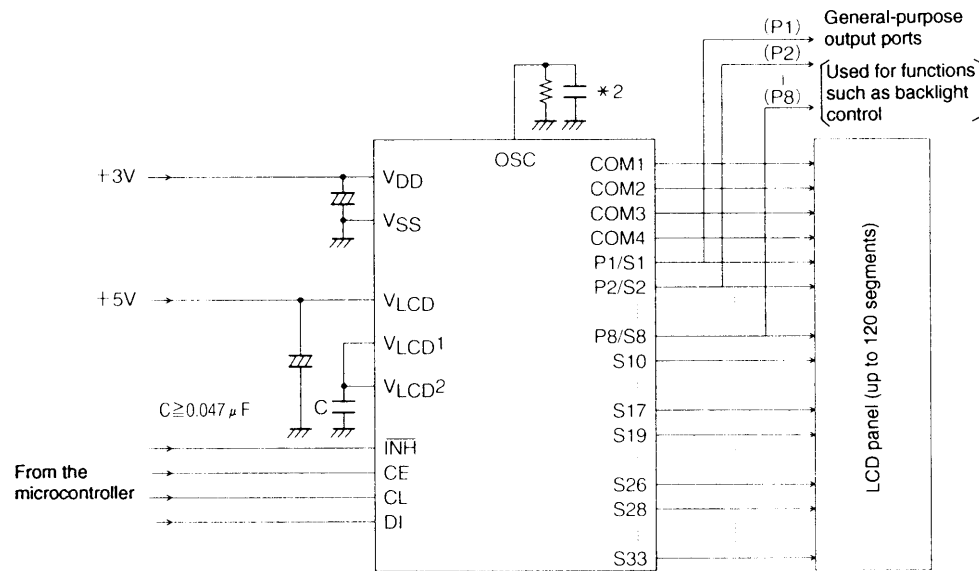 (P1)
General-purpose
output ports
(P2)
(P8)
Used for functions
such as backlight
control
*2
OSC
+3V
VDD
VSS
+5V
VLCD
VLCD1
VLCD2
C
C≧0.047μF
INH
CE
CL
DI
From the
microcontroller
COM1
COM2
COM3
COM4
P1/S1
P2/S2
P8/S8
S10
S17
S19
S26
S28
S33
LCD panel (up to 120 segments)